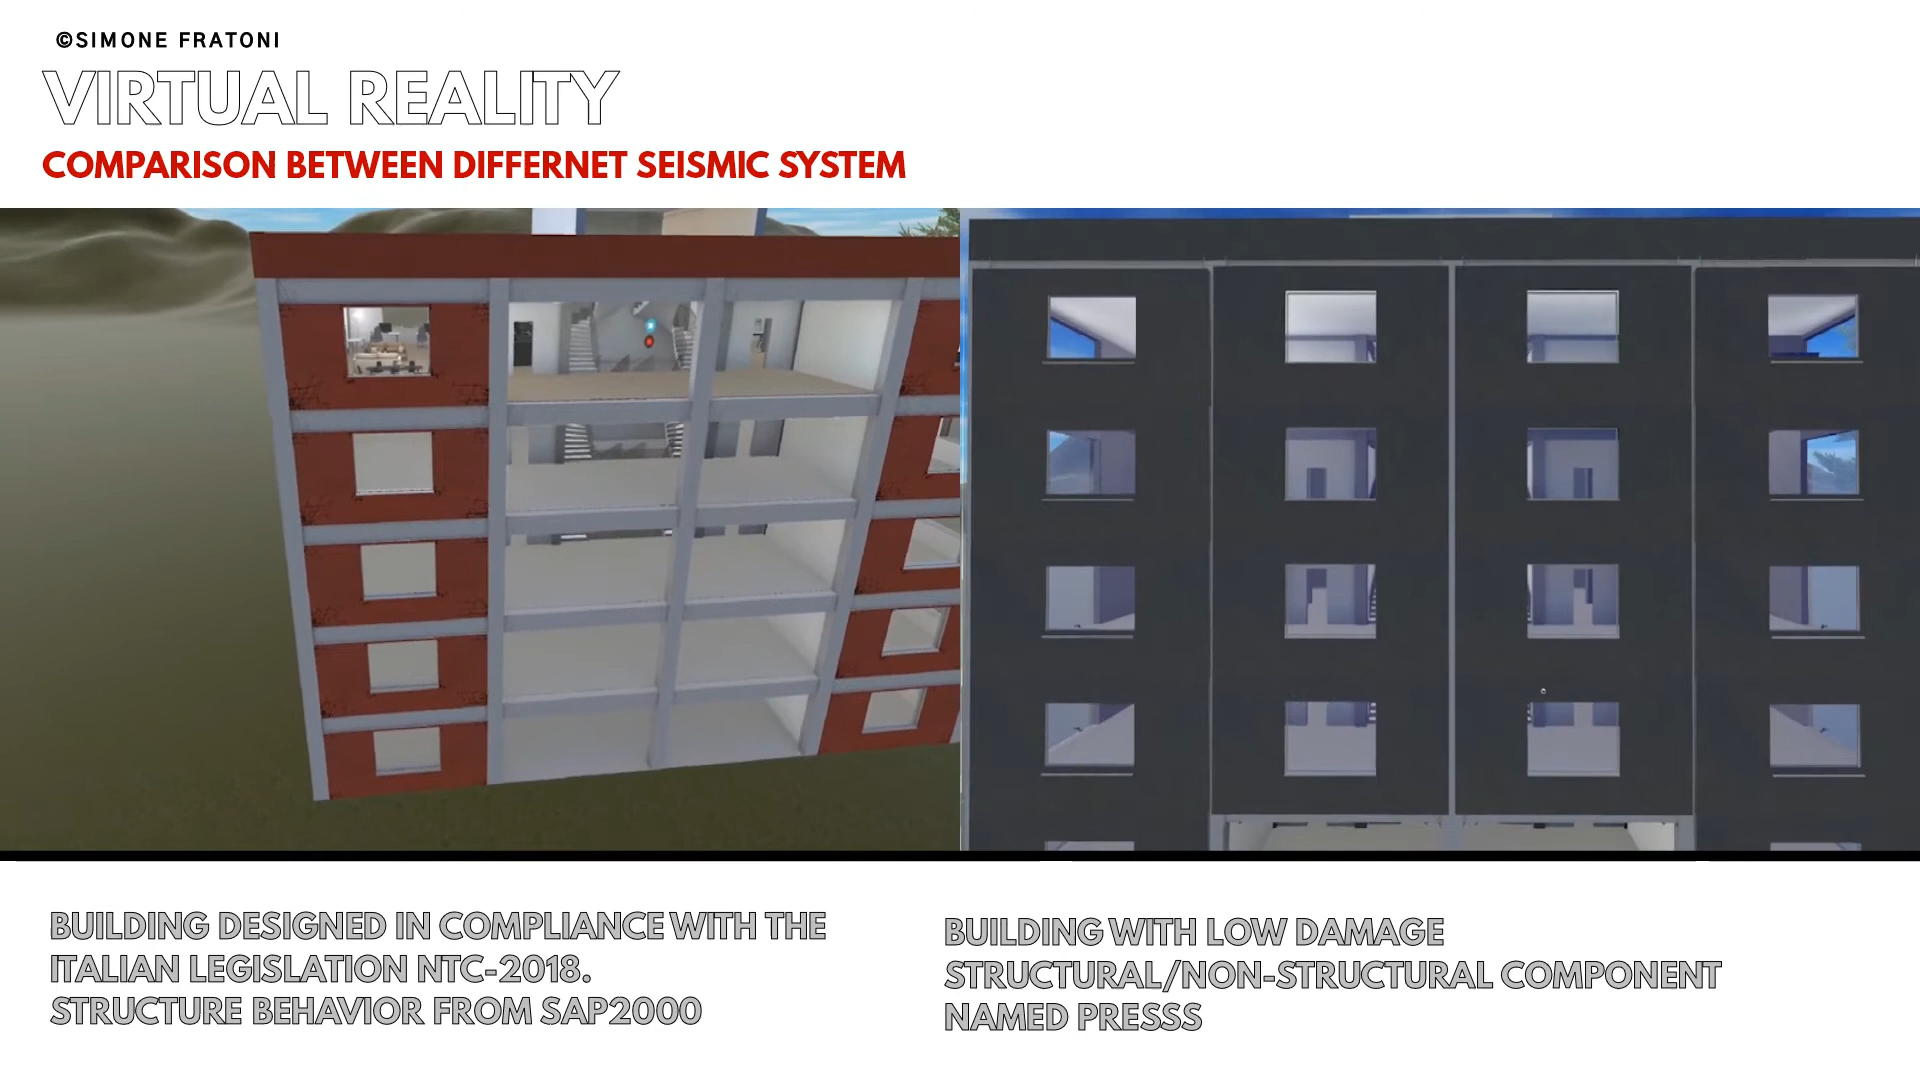 ©SIMONE FRATONI
VIRTUAL REALITY
COMPARISON BETWEEN DIFFERNET SEISMIC SYSTEM
BUILDING DESIGNED IN COMPLIANCE WITH THE
ITALIAN LEGISLATION NTC-2018.
STRUCTURE BEHAVIOR FROM SAP2000
BUILDING WITH LOW DAMAGE
STRUCTURAL/NON-STRUCTURAL COMPONENT
NAMED PRESSS